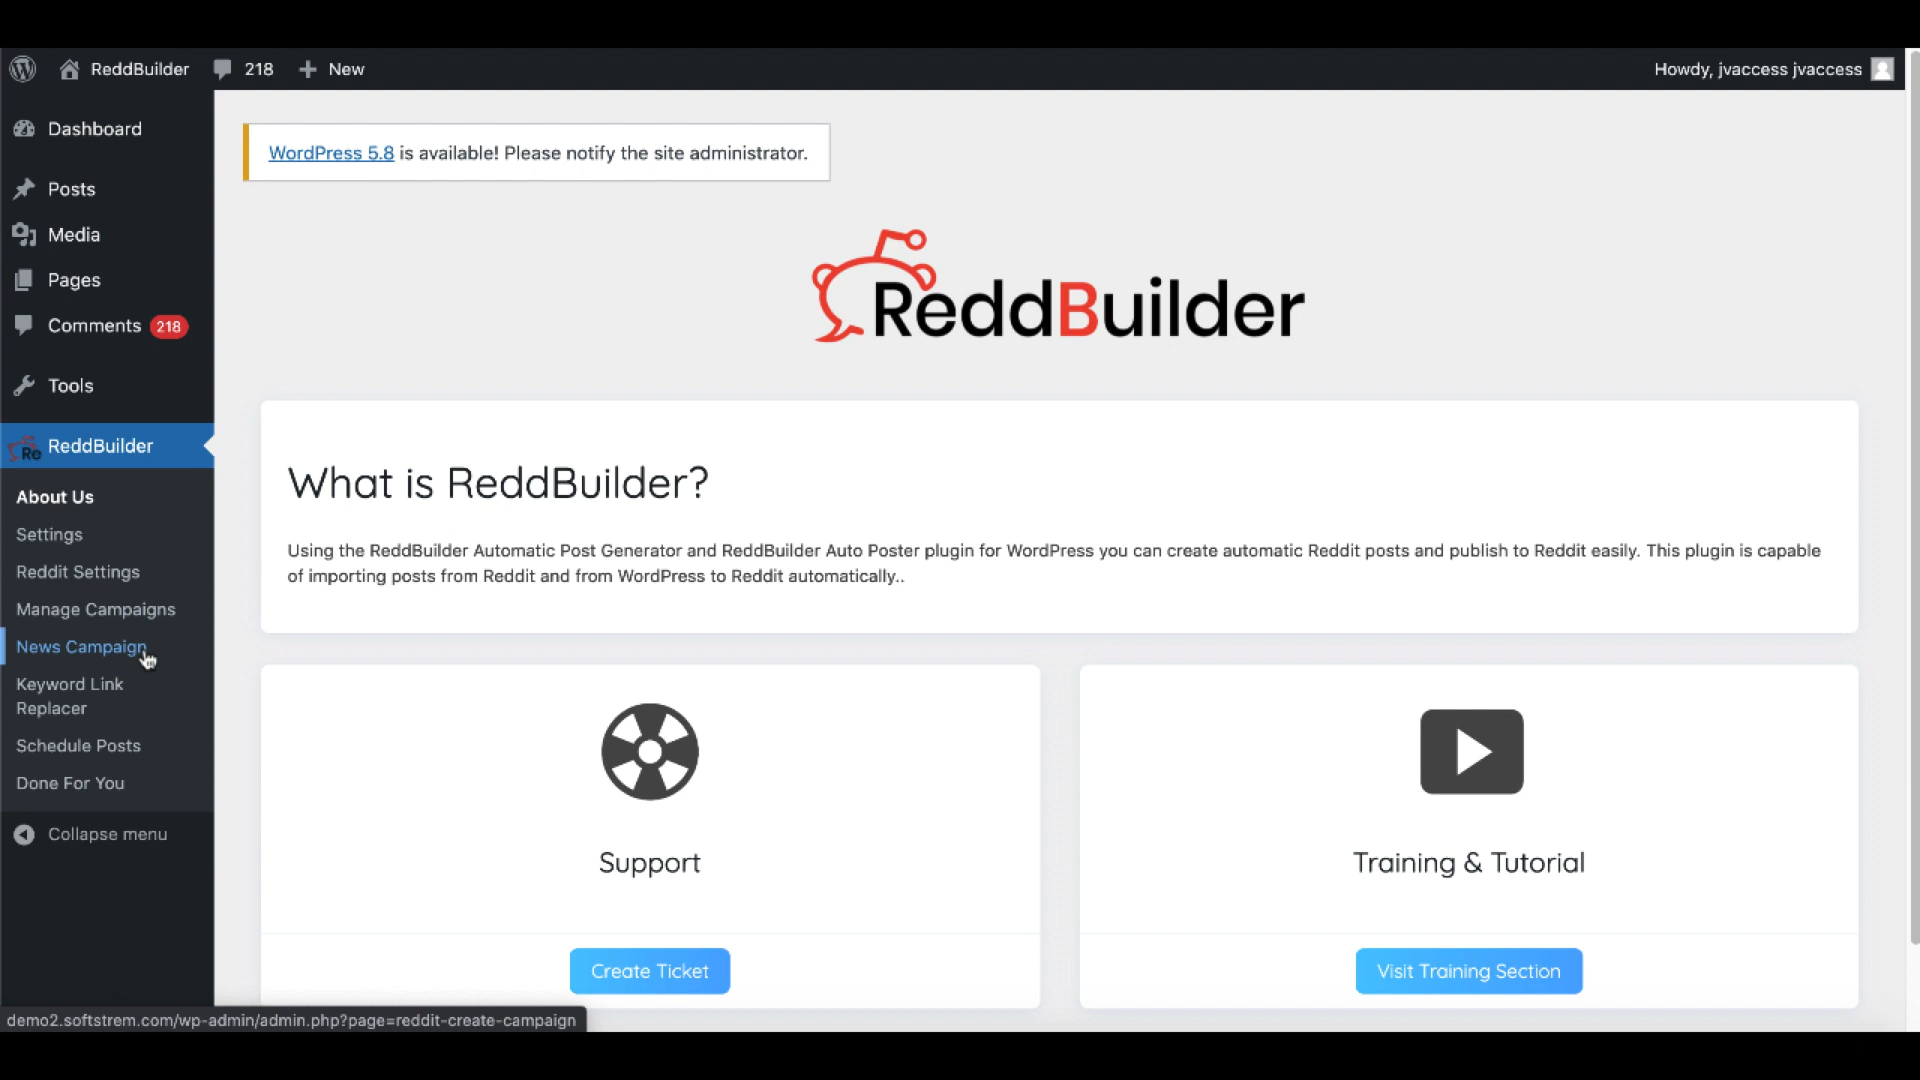 ReddBuilder 218 New Howdy, jvaccess jvaccess
Dashboard
Posts
Media
Pages
Comments 218
Tools
Re ReddBuilder
About Us
Settings
Reddit Settings
Manage Campaigns
News Campaign
Keyword Link
Replacer
Schedule Posts
Done For You
Collapse menu
WordPress 5.8 is available! Please notify the site administrator.
ReddBuilder
What is ReddBuilder?
Using the ReddBuilder Automatic Post Generator and ReddBuilder Auto Poster plugin for WordPress you can create automatic Reddit posts and publish to Reddit easily. This plugin is capable
of importing posts from Reddit and from WordPress to Reddit automatically..
Support
Create Ticket
Training & Tutorial
Visit Training Section
demo2.softstrem.com/wp-admin/admin.php?page=reddit-create-campaign